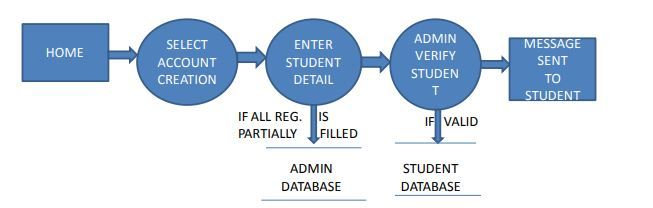 HOME
SELECT
ACCOUNT
CREATION
ENTER
STUDENT
DETAIL
ADMIN
VERIFY
STUDEN
T
MESSAGE
SENT
TO
STUDENT
IF ALL REG. IS
PARTIALLY FILLED
IF VALID
ADMIN
DATABASE
STUDENT
DATABASE